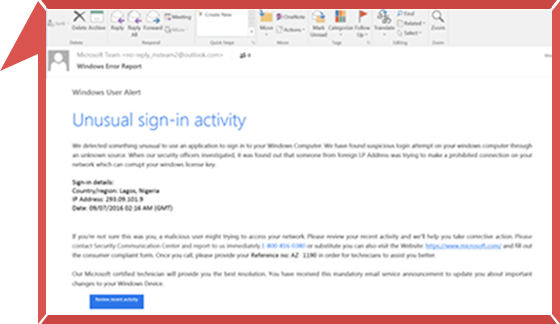 Delete Archive Reply Reply All Forward Meeting More Create New Move OneNote Actions Mark Unread Categorize Follow Up Translate Find Related Select Zoom
Delete Respond Quick Steps Move Tags Editing Zoom
Microsoft Team <no-reply_msteam2@outlook.com>
Windows Error Report
Windows User Alert
Unusual sign-in activity
We detected something unusual to use an application to sign in to your Windows Computer. We have found suspicious login attempt on your windows computer through
an unknown source. When our security officers investigated, it was found out that someone from foreign I.P Address was trying to make a prohibited connection on your
network which can corrupt your windows license key.
Sign-in details:
Country/region: Lagos, Nigeria
IP Address: 293.09.101.9
Date: 09/07/2016 02:16 AM (GMT)
If you're not sure this was you, a malicious user might trying to access your network. Please review your recent activity and we'll help you take corrective action. Please
contact Security Communication Center and report to us immediately 1-800-816-0380 or substitute you can also visit the Website: https://www.microsoft.com/ and fill out
the consumer complaint form. Once you call, please provide your Reference no: AZ- 1190 in order for technicians to assist you better.
Our Microsoft certified technician will provide you the best resolution. You have received this mandatory email service announcement to update you about important
changes to your Windows Device.
Review recent activity